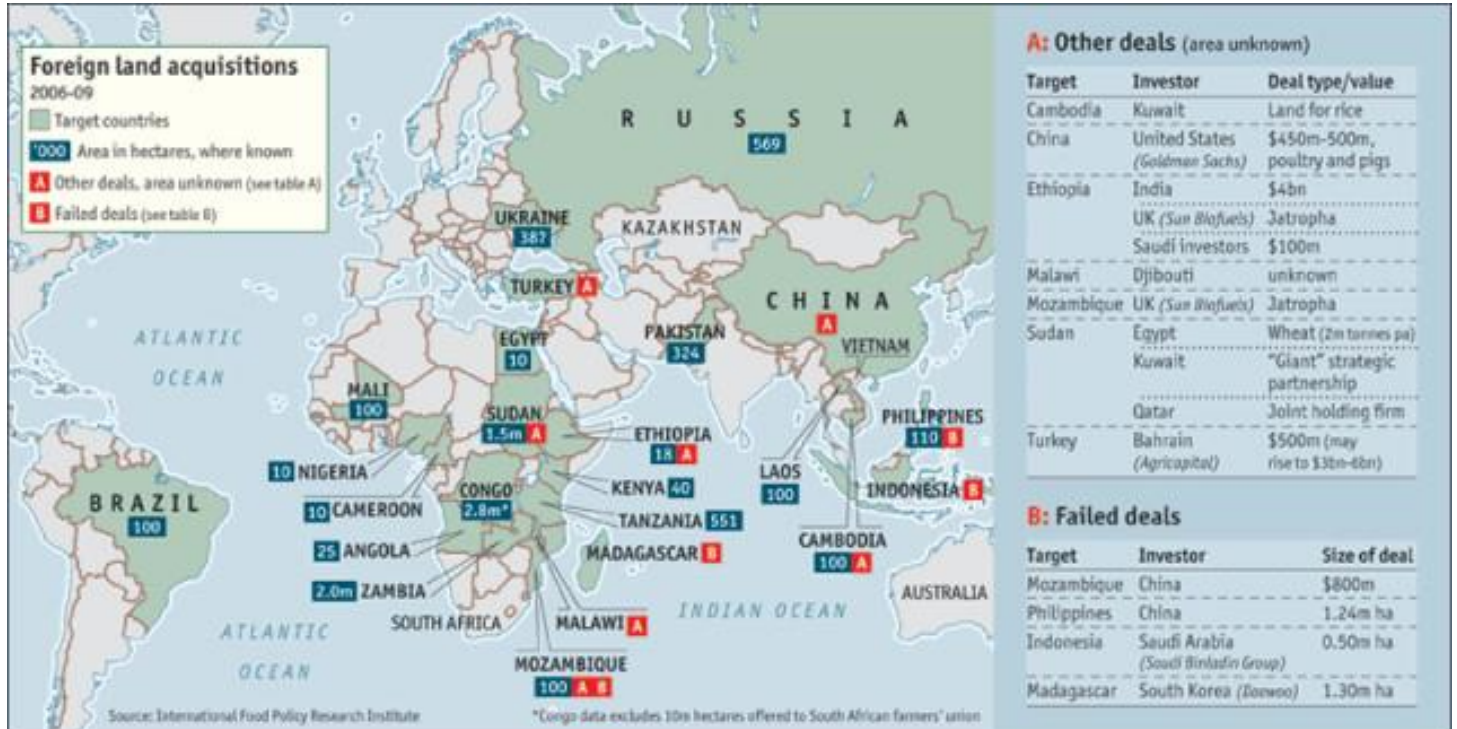 Foreign land acquisitions
2006-09
Target countries
'000 Area in hectares, where known
A Other deals, area unknown (see table A)
B Failed deals (see table B)
R U S S I A
569
UKRAINE
387
KAZAKHSTAN
TURKEY A
C H I N A
A
PAKISTAN
324
VIETNAM
EGYPT
10
ATLANTIC
OCEAN
MALI
100
SUDAN
1.5m A
ETHIOPIA
18 A
PHILIPPINES
110 B
10 NIGERIA
LAOS
100
KENYA 40
INDONESIA B
BRAZIL
100
10 CAMEROON
CONGO
2.8m*
TANZANIA 551
CAMBODIA
100 A
25 ANGOLA
MADAGASCAR B
2.0m ZAMBIA
AUSTRALIA
SOUTH AFRICA
MALAWI A
INDIAN OCEAN
ATLANTIC
OCEAN
MOZAMBIQUE
100 A B
Source: International Food Policy Research Institute
*Congo data excludes 10m hectares offered to South African farmers' union
A: Other deals (area unknown)
Target Investor Deal type/value
Cambodia Kuwait Land for rice
China United States $450m-500m,
(Goldman Sachs) poultry and pigs
Ethiopia India $4bn
UK (Sun Biofuels) Jatropha
Saudi investors $100m
Malawi Djibouti unknown
Mozambique UK (Sun Biofuels) Jatropha
Sudan Egypt Wheat (2m tonnes pa)
Kuwait "Giant" strategic
partnership
Qatar Joint holding firm
Turkey Bahrain $500m (may
(Agricapital) rise to $3bn-6bn)
B: Failed deals
Target Investor Size of deal
Mozambique China $800m
Philippines China 1.24m ha
Indonesia Saudi Arabia 0.50m ha
(Saudi Binladin Group)
Madagascar South Korea (Daewoo) 1.30m ha